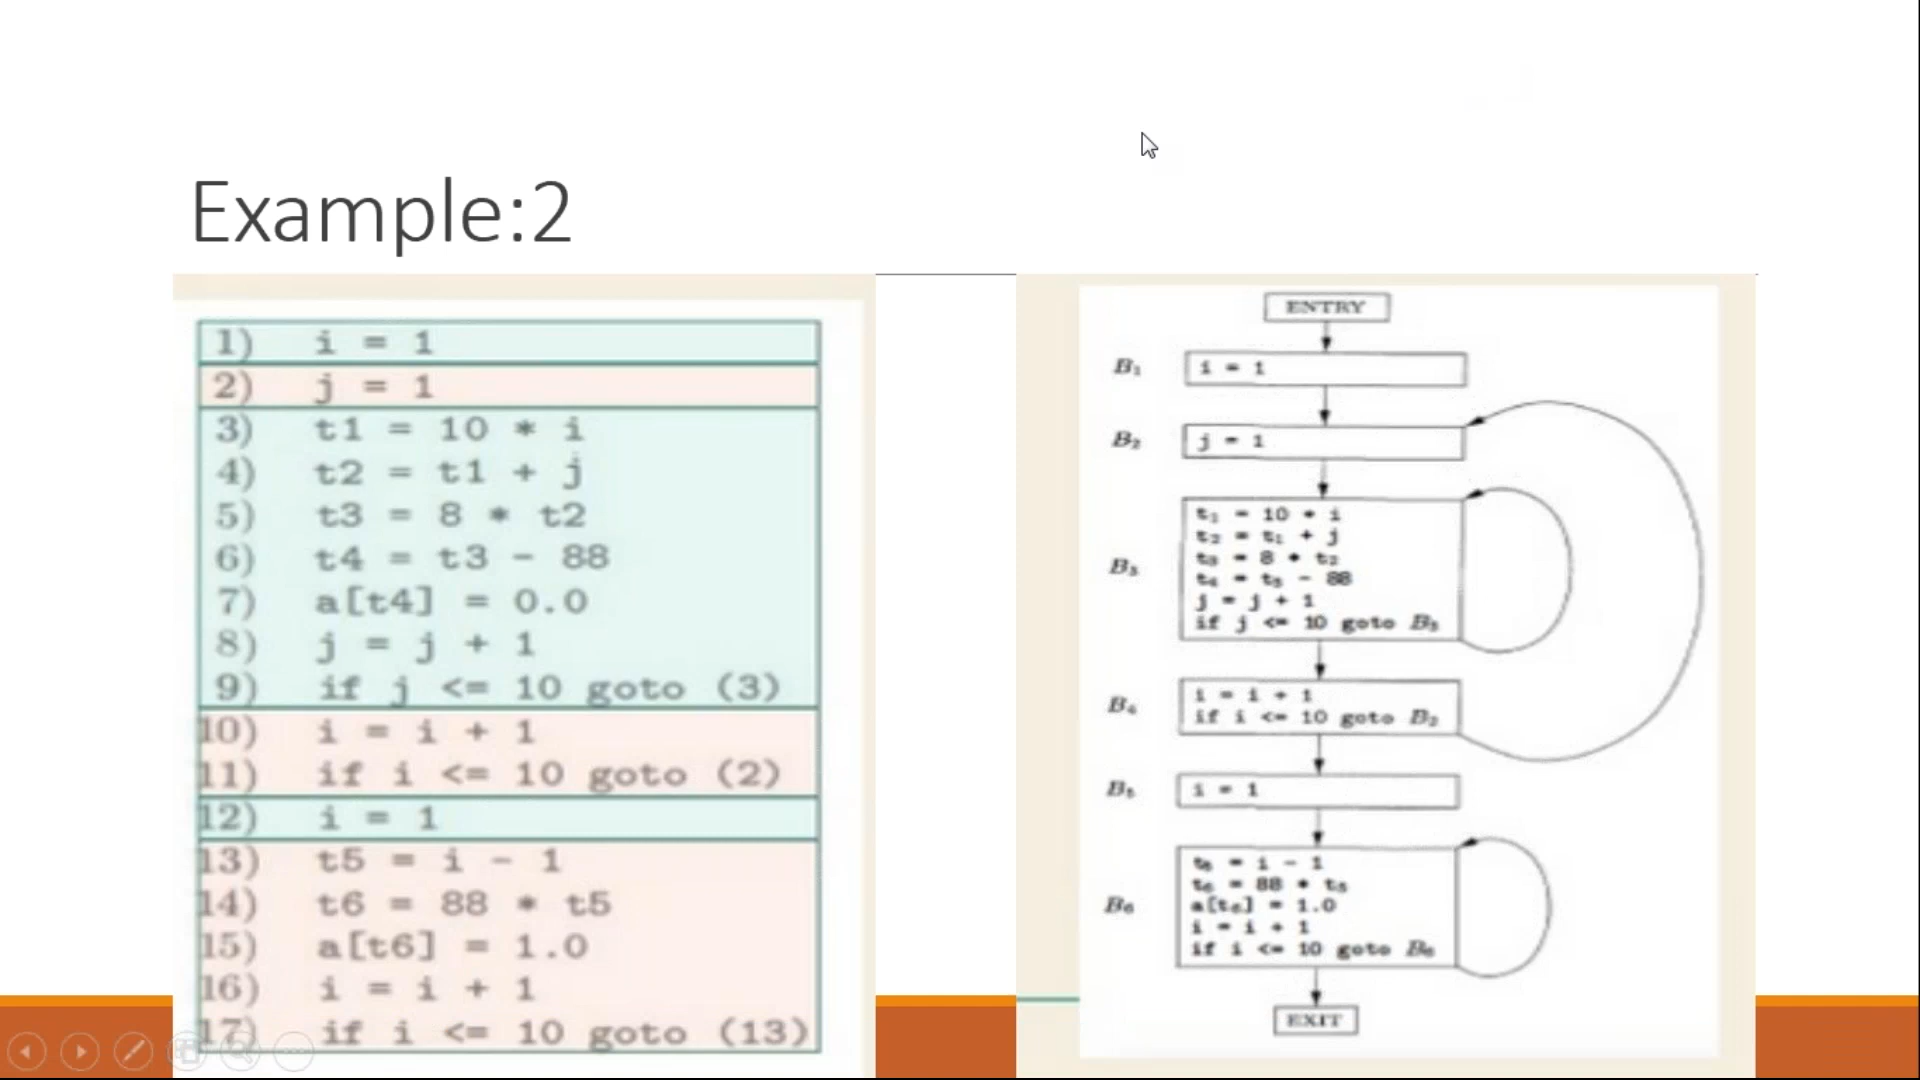 Example:2
1) i = 1
2) j = 1
3) t1 = 10 * i
4) t2 = t1 + j
5) t3 = 8 * t2
6) t4 = t3 - 88
7) a[t4] = 0.0
8) j = j + 1
9) if j <= 10 goto (3)
10) i = i + 1
11) if i <= 10 goto (2)
12) i = 1
13) t5 = i - 1
14) t6 = 88 * t5
15) a[t6] = 1.0
16) i = i + 1
17) if i <= 10 goto (13)
ENTRY
B₁ i = 1
B₂ j = 1
B₃
t₁ = 10 * i
t₂ = t₁ + j
t₃ = 8 * t₂
t₄ = t₃ - 88
j = j + 1
if j <= 10 goto B₃
B₄
i = i + 1
if i <= 10 goto B₂
B₅ i = 1
B₆
t₅ = i - 1
t₆ = 88 * t₅
a[t₆] = 1.0
i = i + 1
if i <= 10 goto B₆
EXIT